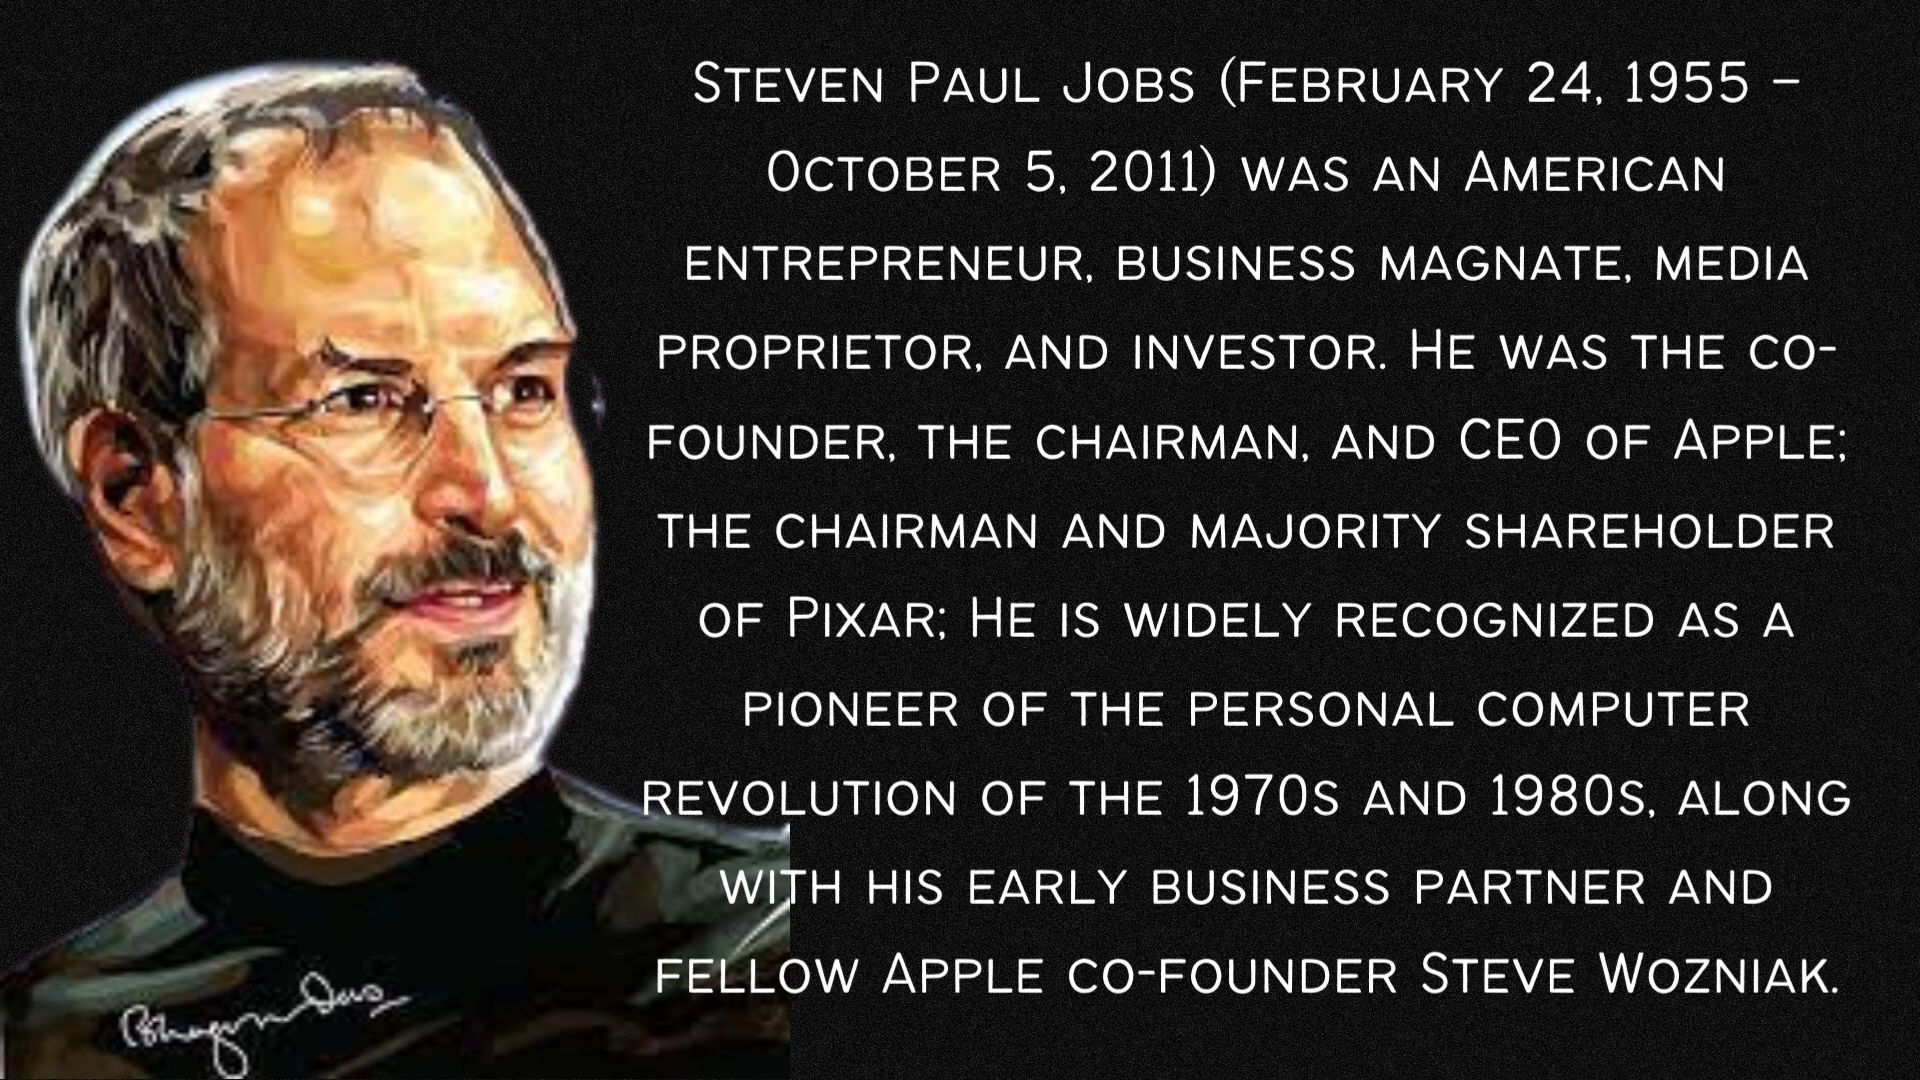 Steven Paul Jobs (February 24, 1955 –
October 5, 2011) was an American
entrepreneur, business magnate, media
proprietor, and investor. He was the co-
founder, the chairman, and CEO of Apple;
the chairman and majority shareholder
of Pixar; He is widely recognized as a
pioneer of the personal computer
revolution of the 1970s and 1980s, along
with his early business partner and
fellow Apple co-founder Steve Wozniak.